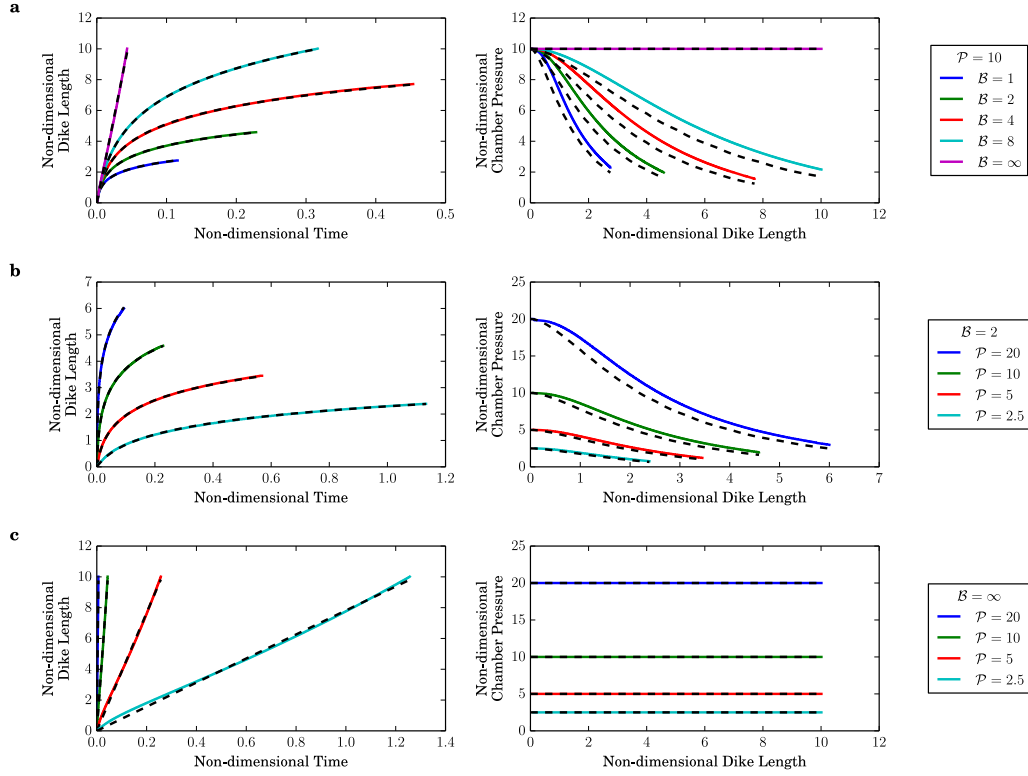 a
12
10
8
6
4
2
0
0.0 0.1 0.2 0.3 0.4 0.5
Non-dimensional Time
Non-dimensional
Dike Length
12
10
8
6
4
2
0
0 2 4 6 8 10 12
Non-dimensional Dike Length
Non-dimensional
Chamber Pressure
𝒫 = 10
ℬ = 1
ℬ = 2
ℬ = 4
ℬ = 8
ℬ = ∞
b
7
6
5
4
3
2
1
0
0.0 0.2 0.4 0.6 0.8 1.0 1.2
Non-dimensional Time
Non-dimensional
Dike Length
25
20
15
10
5
0
0 1 2 3 4 5 6 7
Non-dimensional Dike Length
Non-dimensional
Chamber Pressure
ℬ = 2
𝒫 = 20
𝒫 = 10
𝒫 = 5
𝒫 = 2.5
c
12
10
8
6
4
2
0
0.0 0.2 0.4 0.6 0.8 1.0 1.2 1.4
Non-dimensional Time
Non-dimensional
Dike Length
25
20
15
10
5
0
0 2 4 6 8 10 12
Non-dimensional Dike Length
Non-dimensional
Chamber Pressure
ℬ = ∞
𝒫 = 20
𝒫 = 10
𝒫 = 5
𝒫 = 2.5